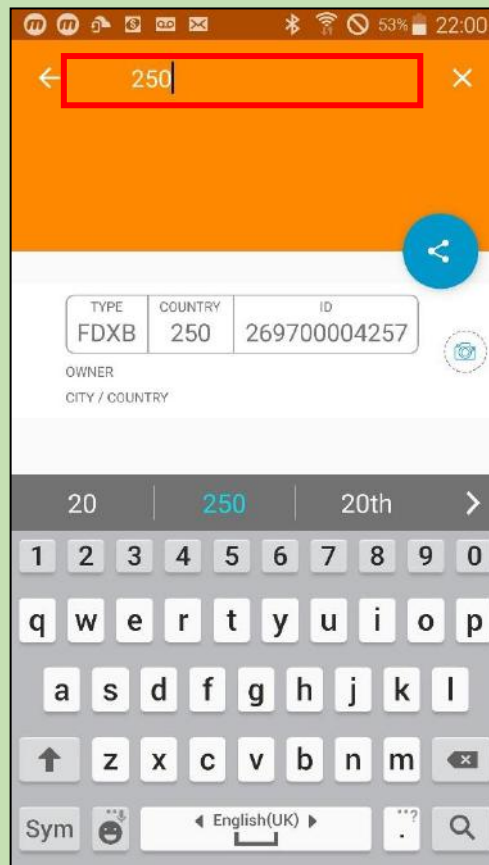 53% 22:00
250
TYPE COUNTRY ID
FDXB 250 269700004257
OWNER
CITY / COUNTRY
20 250 20th
1 2 3 4 5 6 7 8 9 0
q w e r t y u i o p
a s d f g h j k l
z x c v b n m
Sym English(UK) .